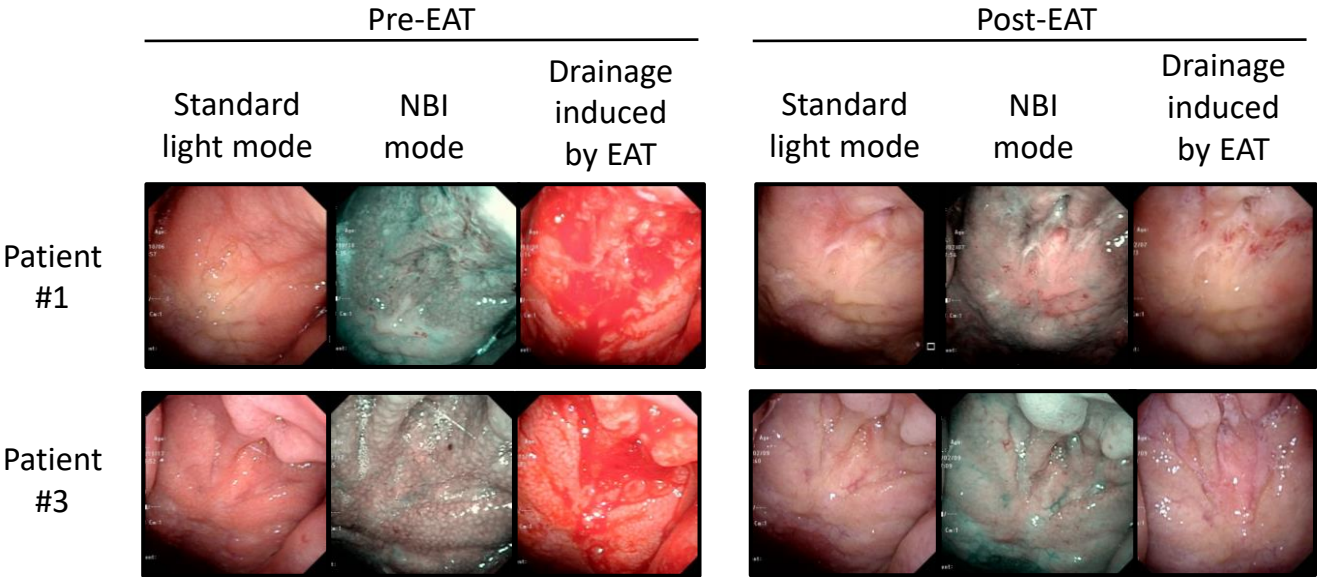 Pre-EAT
Post-EAT
Standard
light mode
NBI
mode
Drainage
induced
by EAT
Standard
light mode
NBI
mode
Drainage
induced
by EAT
Patient
#1
Patient
#3